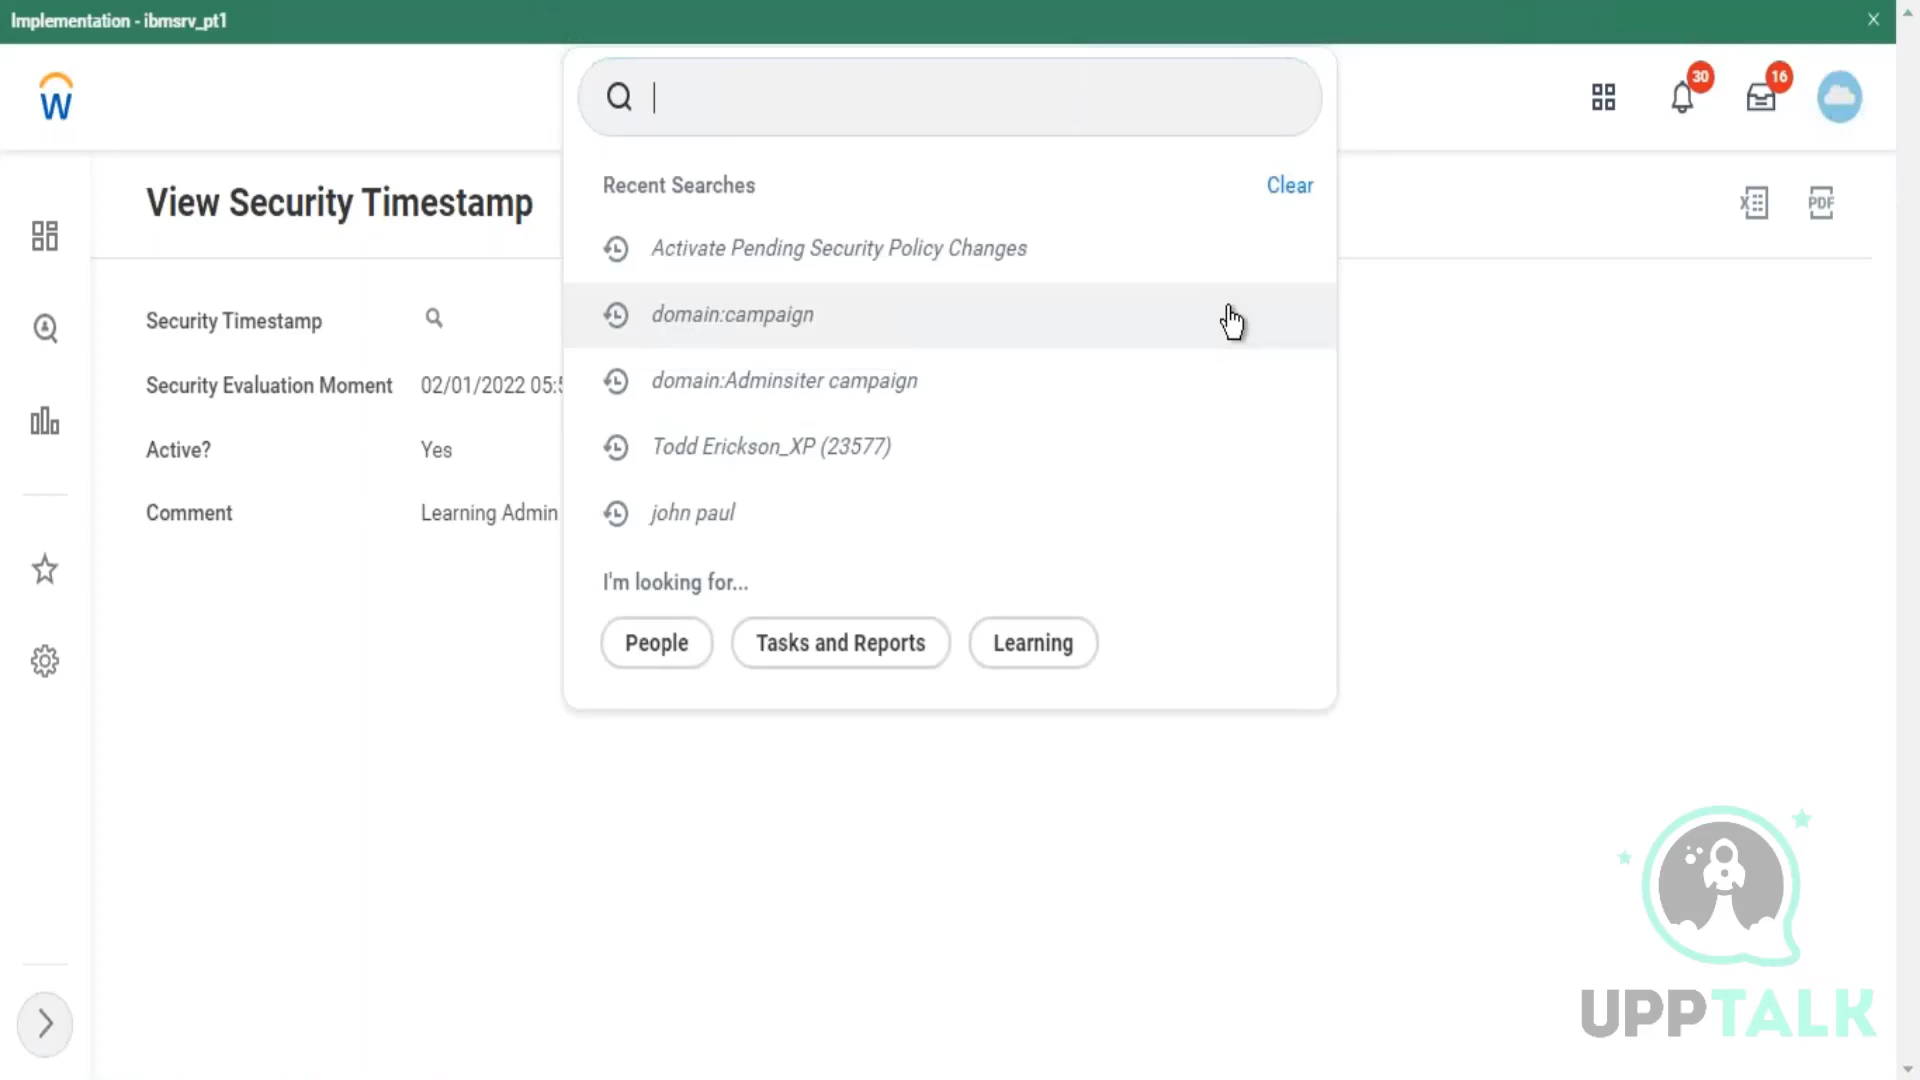 Implementation - ibmsrv_pt1
W
30
16
Recent Searches
Clear
View Security Timestamp
PDF
Activate Pending Security Policy Changes
Security Timestamp
domain:campaign
Security Evaluation Moment 02/01/2022 05:5
domain:Adminsiter campaign
Active? Yes
Todd Erickson_XP (23577)
Comment Learning Admin
john paul
I'm looking for...
People
Tasks and Reports
Learning
UPPTALK